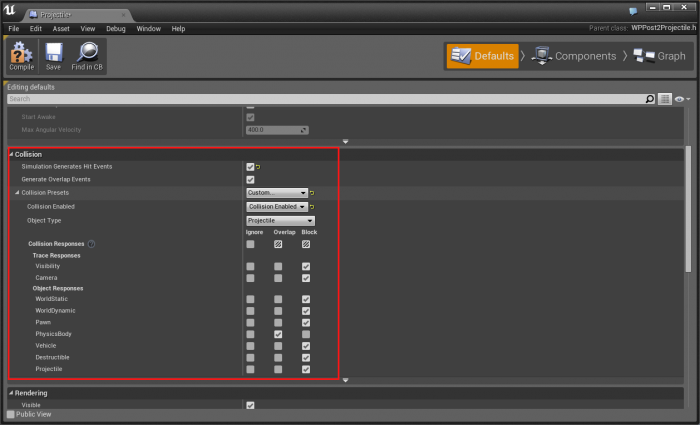 Projectile*
File Edit Asset View Debug Window Help
Parent class: WPPost2Projectile.h
Compile Save Find in CB
Defaults Components Graph
Editing defaults
Search
Start Awake
Max Angular Velocity 400.0
Collision
Simulation Generates Hit Events
Generate Overlap Events
Collision Presets Custom...
Collision Enabled Collision Enabled
Object Type Projectile
Ignore Overlap Block
Collision Responses ?
Trace Responses
Visibility
Camera
Object Responses
WorldStatic
WorldDynamic
Pawn
PhysicsBody
Vehicle
Destructible
Projectile
Rendering
Visible
Public View